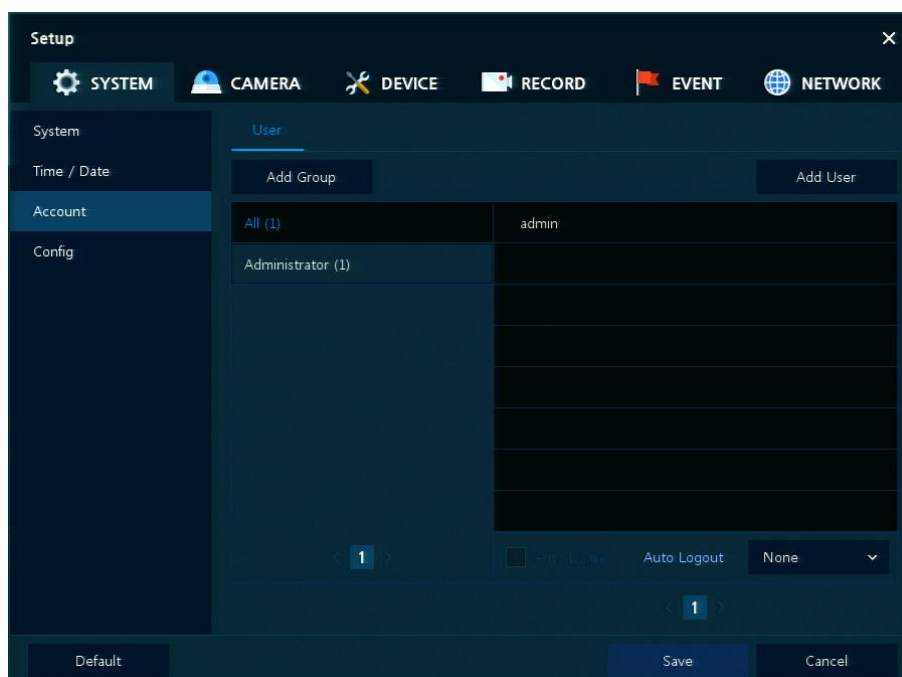 Setup
SYSTEM CAMERA DEVICE RECORD EVENT NETWORK
System
Time / Date
Account
Config
User
Add Group Add User
All (1) admin
Administrator (1)
1
Auto Logout None
1
Default Save Cancel